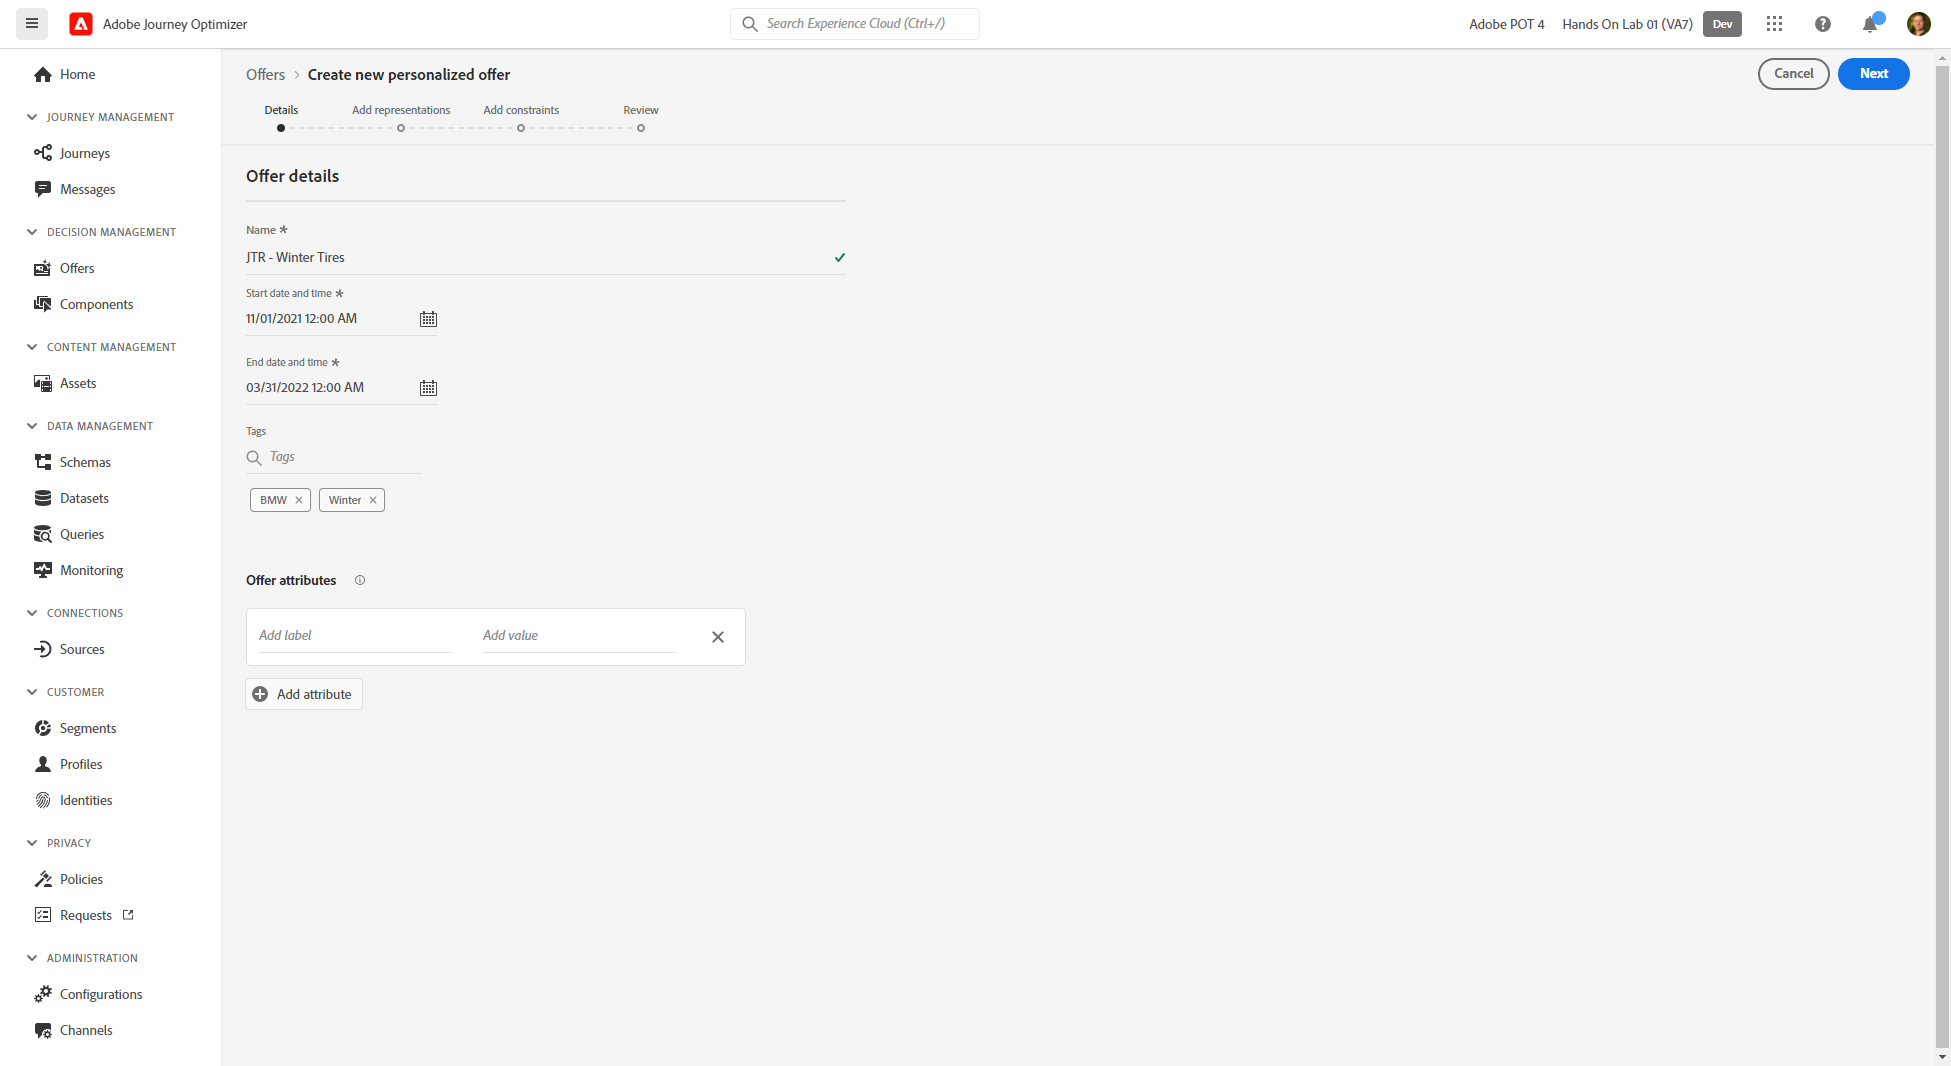 Adobe Journey Optimizer
Search Experience Cloud (Ctrl+/)
Adobe POT 4
Hands On Lab 01 (VA7)
Dev
Home
JOURNEY MANAGEMENT
Journeys
Messages
DECISION MANAGEMENT
Offers
Components
CONTENT MANAGEMENT
Assets
DATA MANAGEMENT
Schemas
Datasets
Queries
Monitoring
CONNECTIONS
Sources
CUSTOMER
Segments
Profiles
Identities
PRIVACY
Policies
Requests
ADMINISTRATION
Configurations
Channels
Offers > Create new personalized offer
Cancel
Next
Details
Add representations
Add constraints
Review
Offer details
Name *
JTR - Winter Tires
Start date and time *
11/01/2021 12:00 AM
End date and time *
03/31/2022 12:00 AM
Tags
Tags
BMW
Winter
Offer attributes
Add label
Add value
Add attribute